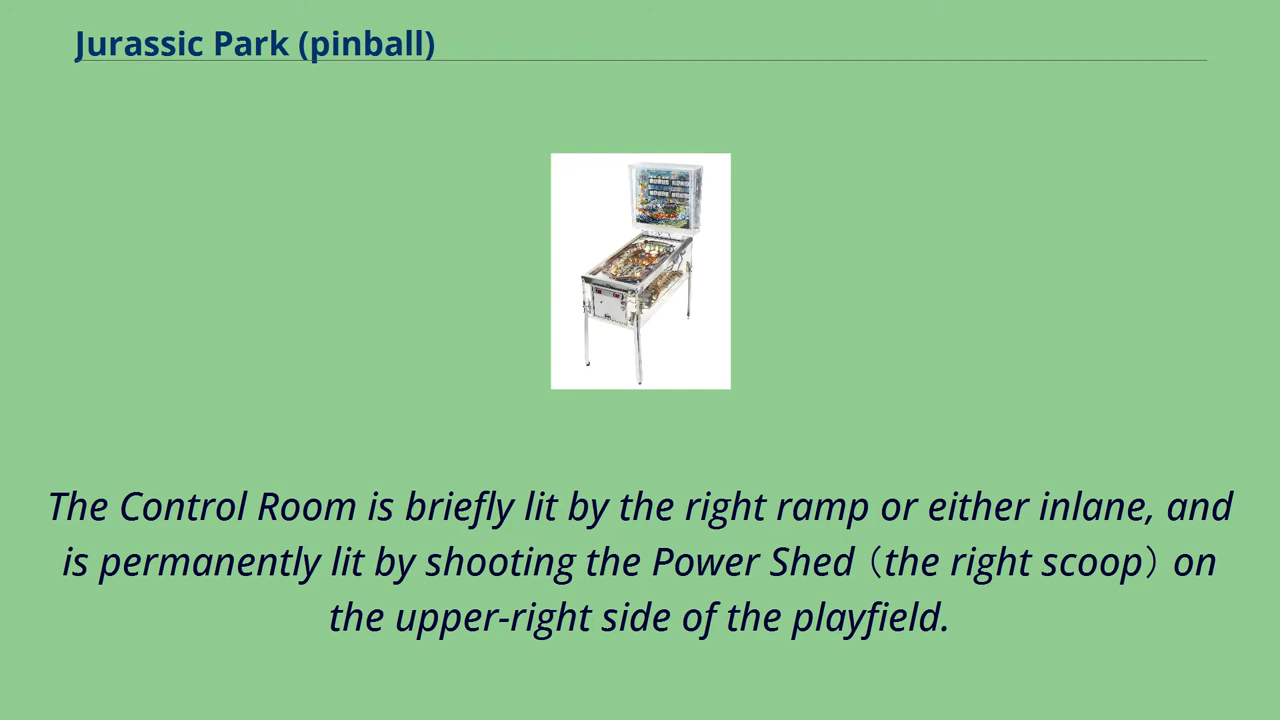 Jurassic Park (pinball)
The Control Room is briefly lit by the right ramp or either inlane, and
is permanently lit by shooting the Power Shed（the right scoop）on
the upper-right side of the playfield.